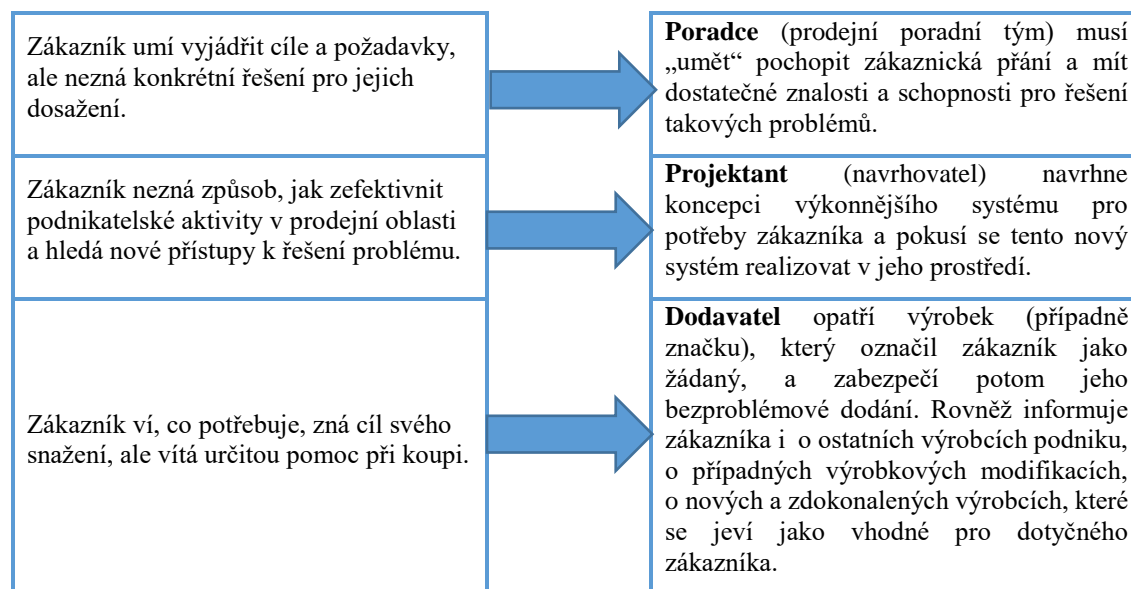 Zákazník umí vyjádřit cíle a požadavky,
ale nezná konkrétní řešení pro jejich
dosažení.
Poradce (prodejní poradní tým) musí
„umět“ pochopit zákaznická přání a mít
dostatečné znalosti a schopnosti pro řešení
takových problémů.
Zákazník nezná způsob, jak zefektivnit
podnikatelské aktivity v prodejní oblasti
a hledá nové přístupy k řešení problému.
Projektant (navrhovatel) navrhne
koncepci výkonnějšího systému pro
potřeby zákazníka a pokusí se tento nový
systém realizovat v jeho prostředí.
Zákazník ví, co potřebuje, zná cíl svého
snažení, ale vítá určitou pomoc při koupi.
Dodavatel opatří výrobek (případně
značku), který označil zákazník jako
žádaný, a zabezpečí potom jeho
bezproblémové dodání. Rovněž informuje
zákazníka i o ostatních výrobcích podniku,
o případných výrobkových modifikacích,
o nových a zdokonalených výrobcích, které
se jeví jako vhodné pro dotyčného
zákazníka.